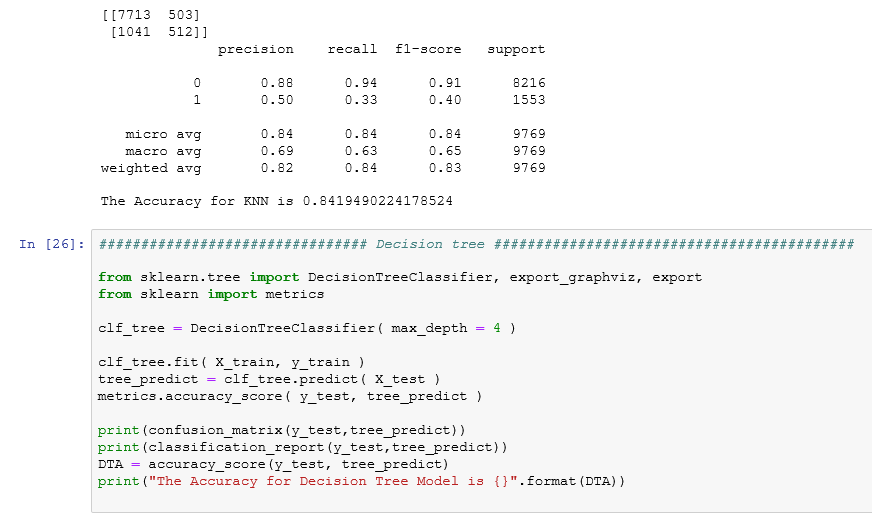 [[7713  503]
 [1041  512]]
              precision    recall  f1-score   support
           0       0.88      0.94      0.91      8216
           1       0.50      0.33      0.40      1553
   micro avg       0.84      0.84      0.84      9769
   macro avg       0.69      0.63      0.65      9769
weighted avg       0.82      0.84      0.83      9769
The Accuracy for KNN is 0.8419490224178524
In [26]: ################################ Decision tree ###########################################
from sklearn.tree import DecisionTreeClassifier, export_graphviz, export
from sklearn import metrics
clf_tree = DecisionTreeClassifier( max_depth = 4 )
clf_tree.fit( X_train, y_train )
tree_predict = clf_tree.predict( X_test )
metrics.accuracy_score( y_test, tree_predict )
print(confusion_matrix(y_test,tree_predict))
print(classification_report(y_test,tree_predict))
DTA = accuracy_score(y_test, tree_predict)
print("The Accuracy for Decision Tree Model is {}".format(DTA))